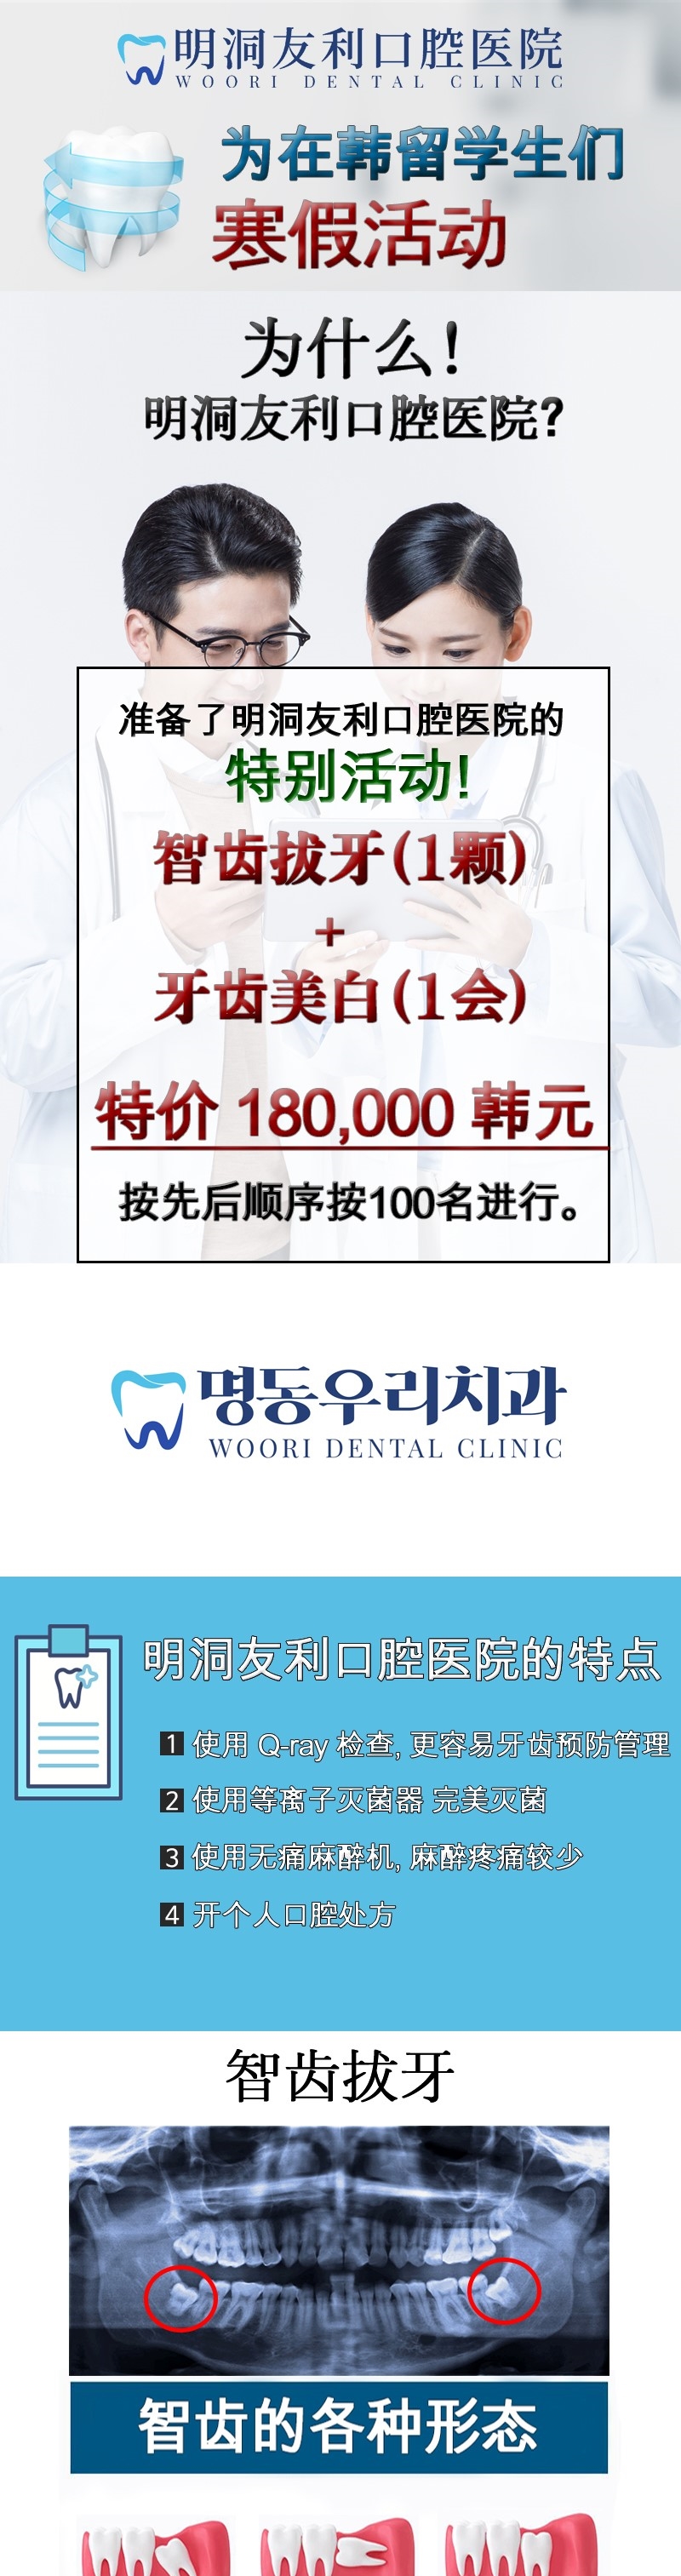 明洞友利口腔医院
WOORI DENTAL CLINIC
为在韩留学生们
寒假活动
为什么!
明洞友利口腔医院?
准备了明洞友利口腔医院的
特别活动!
智齿拔牙(1颗)
+
牙齿美白(1会)
特价 180,000 韩元
按先后顺序按100名进行。
명동우리치과
WOORI DENTAL CLINIC
明洞友利口腔医院的特点
1 使用 Q-ray 检查, 更容易牙齿预防管理
2 使用等离子灭菌器 完美灭菌
3 使用无痛麻醉机, 麻醉疼痛较少
4 开个人口腔处方
智齿拔牙
智齿的各种形态